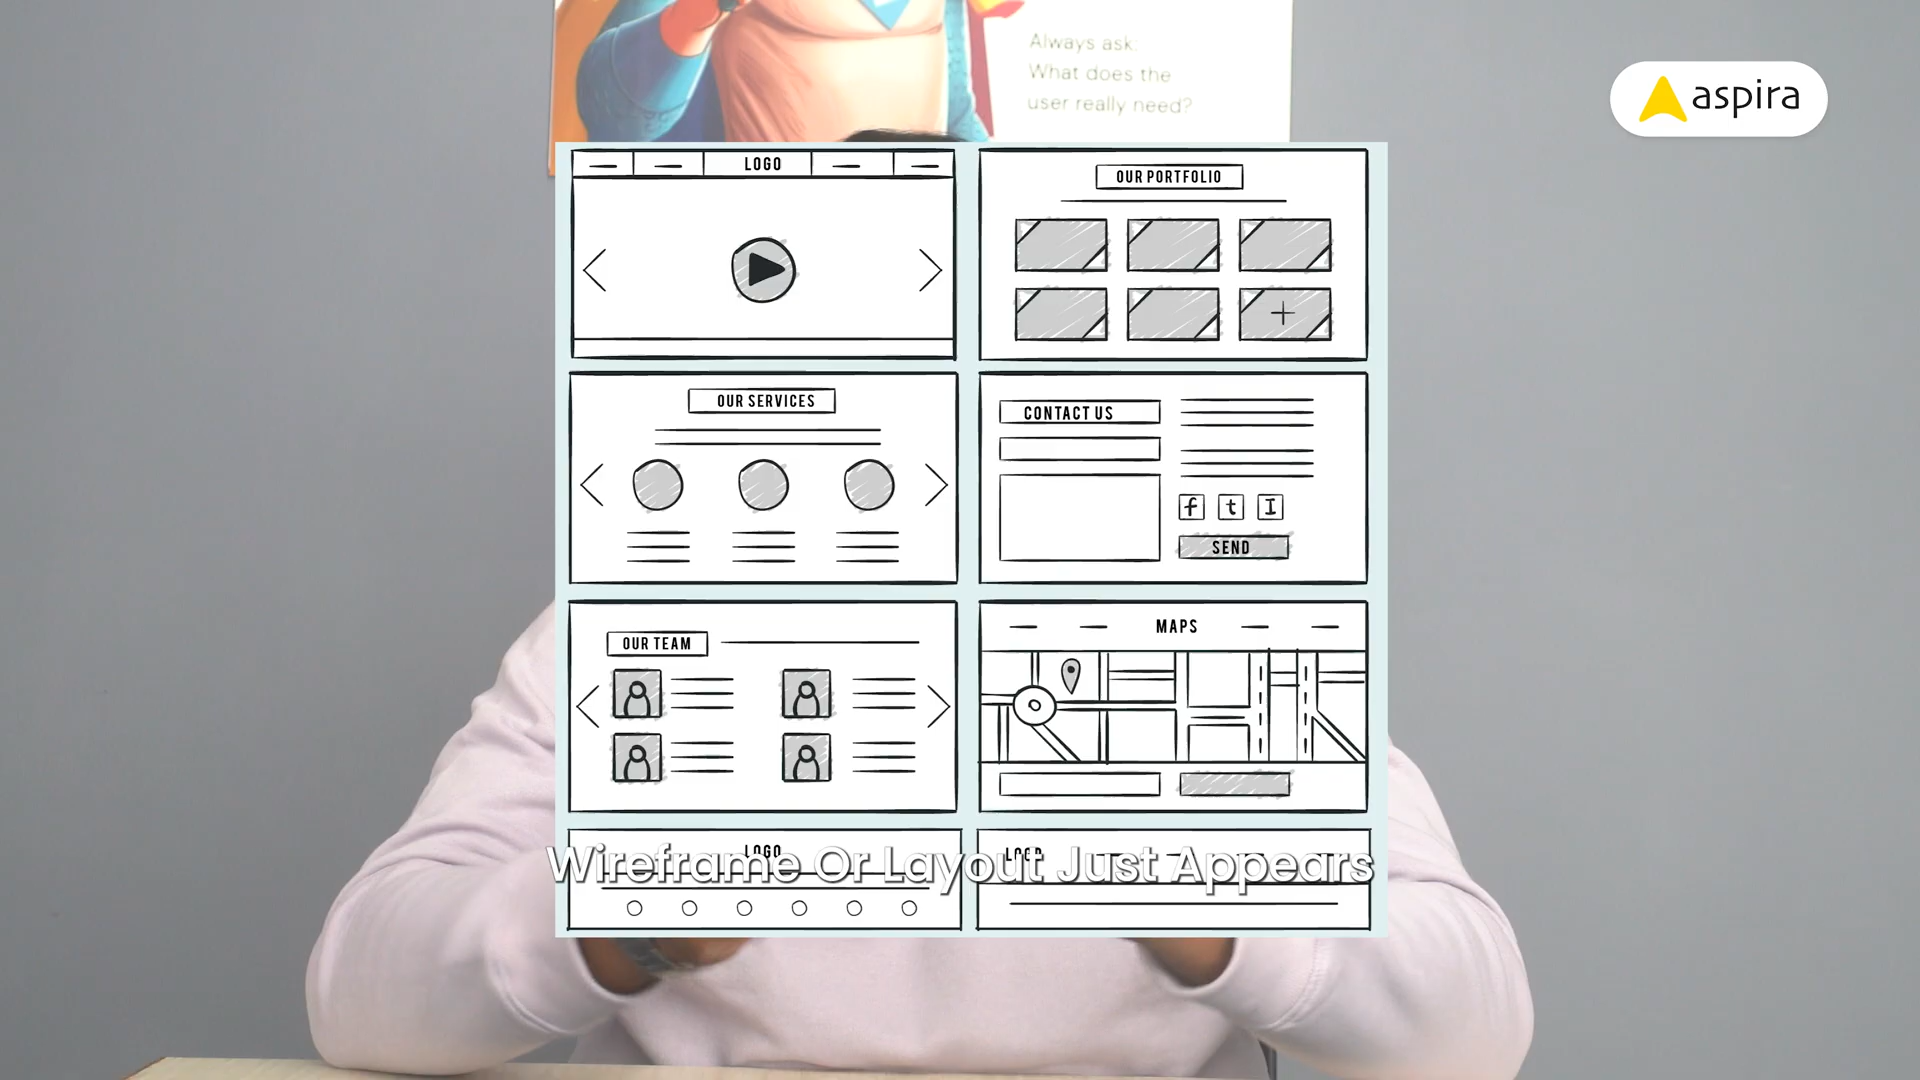 Always ask:
What does the
user really need?
aspira
LOGO
OUR PORTFOLIO
OUR SERVICES
CONTACT US
f t I
SEND
OUR TEAM
MAPS
LOGO
LOGO
Wireframe Or Layout Just Appears